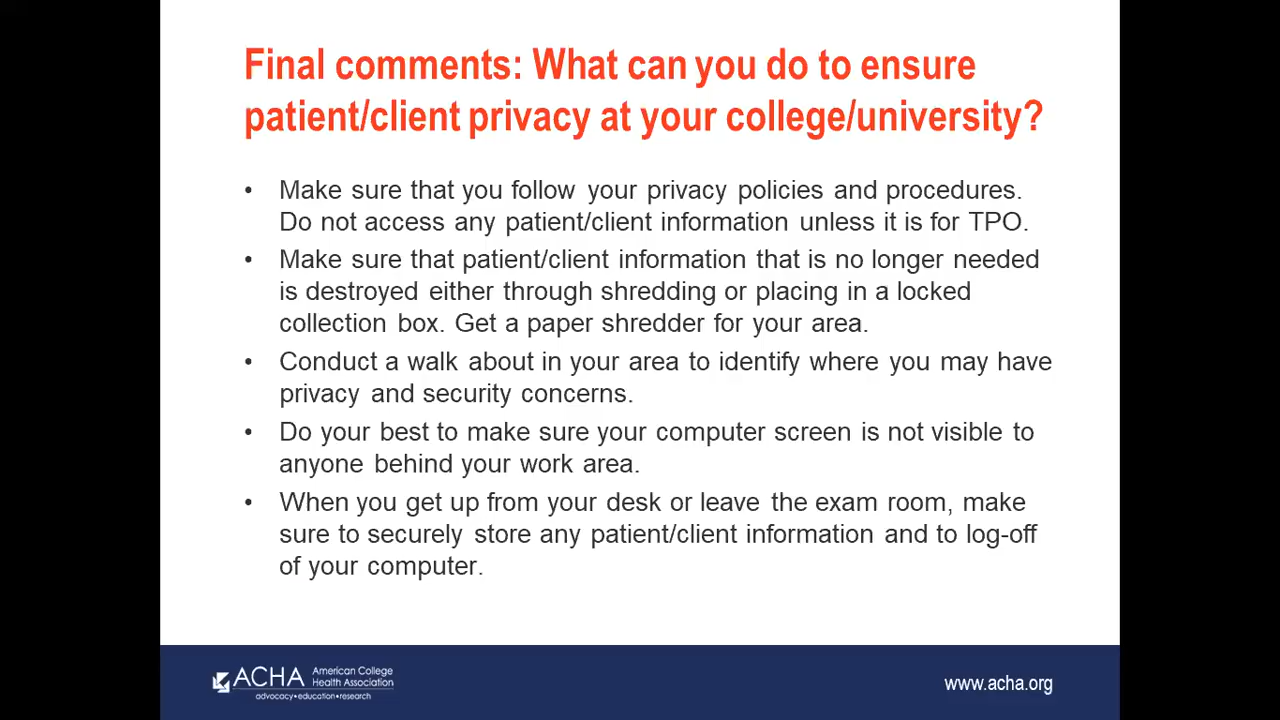 Final comments: What can you do to ensure
patient/client privacy at your college/university?
• Make sure that you follow your privacy policies and procedures.
Do not access any patient/client information unless it is for TPO.
• Make sure that patient/client information that is no longer needed
is destroyed either through shredding or placing in a locked
collection box. Get a paper shredder for your area.
• Conduct a walk about in your area to identify where you may have
privacy and security concerns.
• Do your best to make sure your computer screen is not visible to
anyone behind your work area.
• When you get up from your desk or leave the exam room, make
sure to securely store any patient/client information and to log-off
of your computer.
ACHA American College
Health Association
advocacy•education•research
www.acha.org